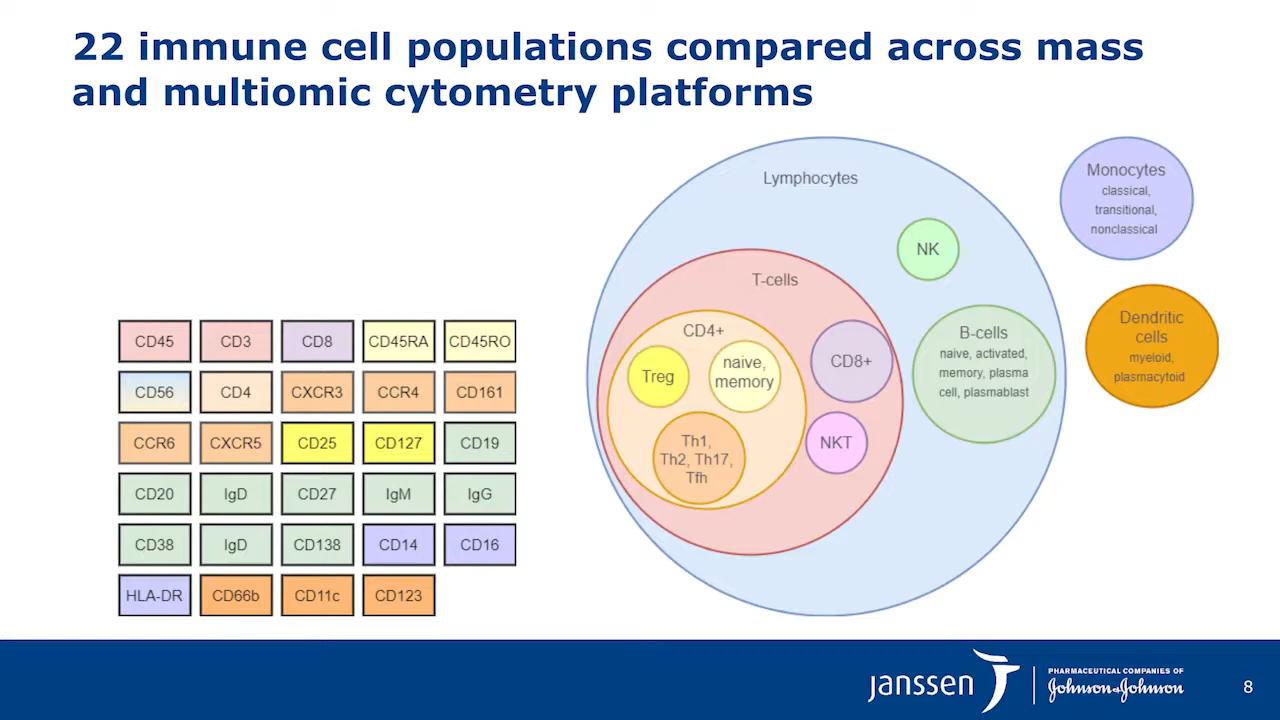 22 immune cell populations compared across mass
and multiomic cytometry platforms
CD45 CD3 CD8 CD45RA CD45RO
CD56 CD4 CXCR3 CCR4 CD161
CCR6 CXCR5 CD25 CD127 CD19
CD20 IgD CD27 IgM IgG
CD38 IgD CD138 CD14 CD16
HLA-DR CD66b CD11c CD123
Lymphocytes
NK
T-cells
CD4+
Treg
naive,
memory
Th1,
Th2, Th17,
Tfh
CD8+
NKT
B-cells
naive, activated,
memory, plasma
cell, plasmablast
Monocytes
classical,
transitional,
nonclassical
Dendritic
cells
myeloid,
plasmacytoid
janssen
PHARMACEUTICAL COMPANIES OF
Johnson & Johnson
8